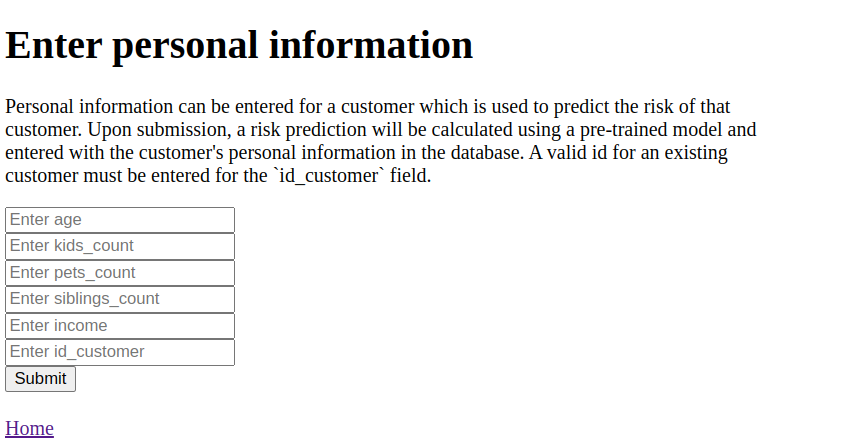 Enter personal information
Personal information can be entered for a customer which is used to predict the risk of that
customer. Upon submission, a risk prediction will be calculated using a pre-trained model and
entered with the customer's personal information in the database. A valid id for an existing
customer must be entered for the `id_customer` field.
Enter age
Enter kids_count
Enter pets_count
Enter siblings_count
Enter income
Enter id_customer
Submit
Home